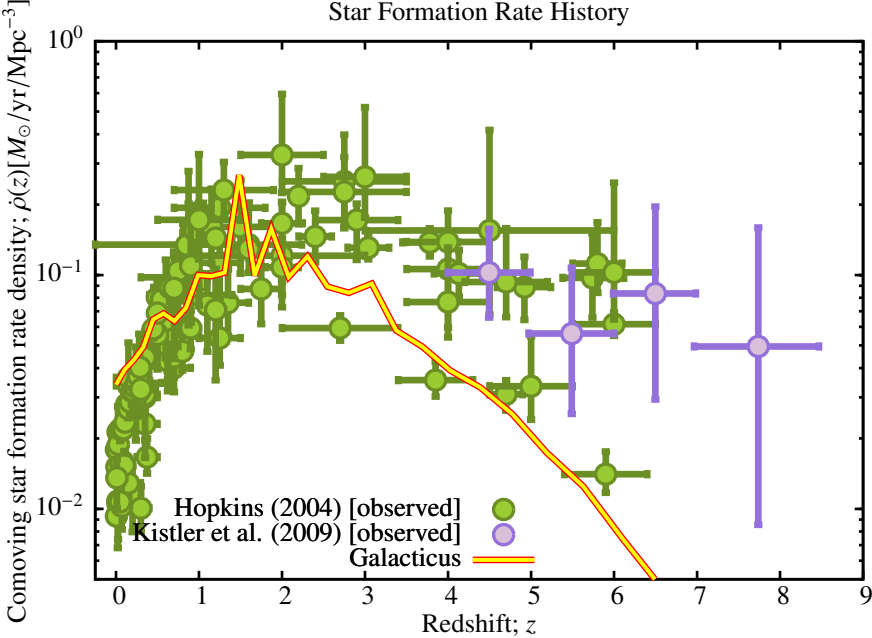 Star Formation Rate History
Comoving star formation rate density; ρ̇(z)[M⊙/yr/Mpc⁻³]
10⁰
10⁻¹
10⁻²
Hopkins (2004) [observed]
Kistler et al. (2009) [observed]
Galacticus
0 1 2 3 4 5 6 7 8 9
Redshift; z